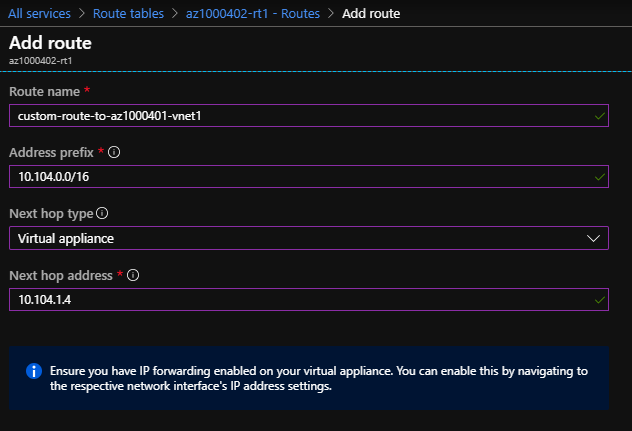 All services > Route tables > az1000402-rt1 - Routes > Add route
Add route
az1000402-rt1
Route name *
custom-route-to-az1000401-vnet1
Address prefix *
10.104.0.0/16
Next hop type
Virtual appliance
Next hop address *
10.104.1.4
Ensure you have IP forwarding enabled on your virtual appliance. You can enable this by navigating to
the respective network interface's IP address settings.